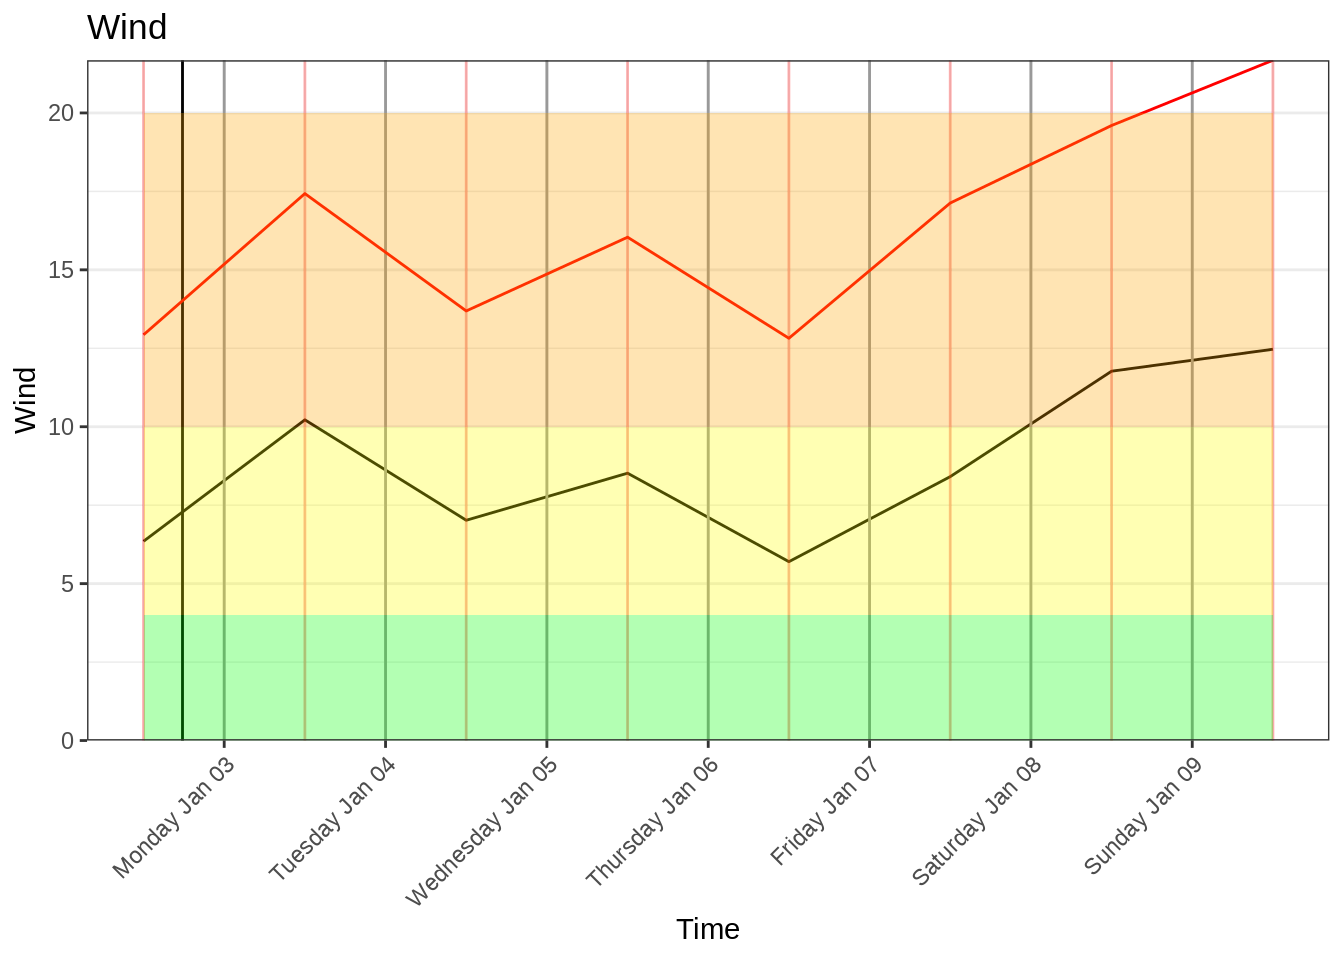 Wind
20
15
10
5
0
Wind
Monday Jan 03
Tuesday Jan 04
Wednesday Jan 05
Thursday Jan 06
Friday Jan 07
Saturday Jan 08
Sunday Jan 09
Time